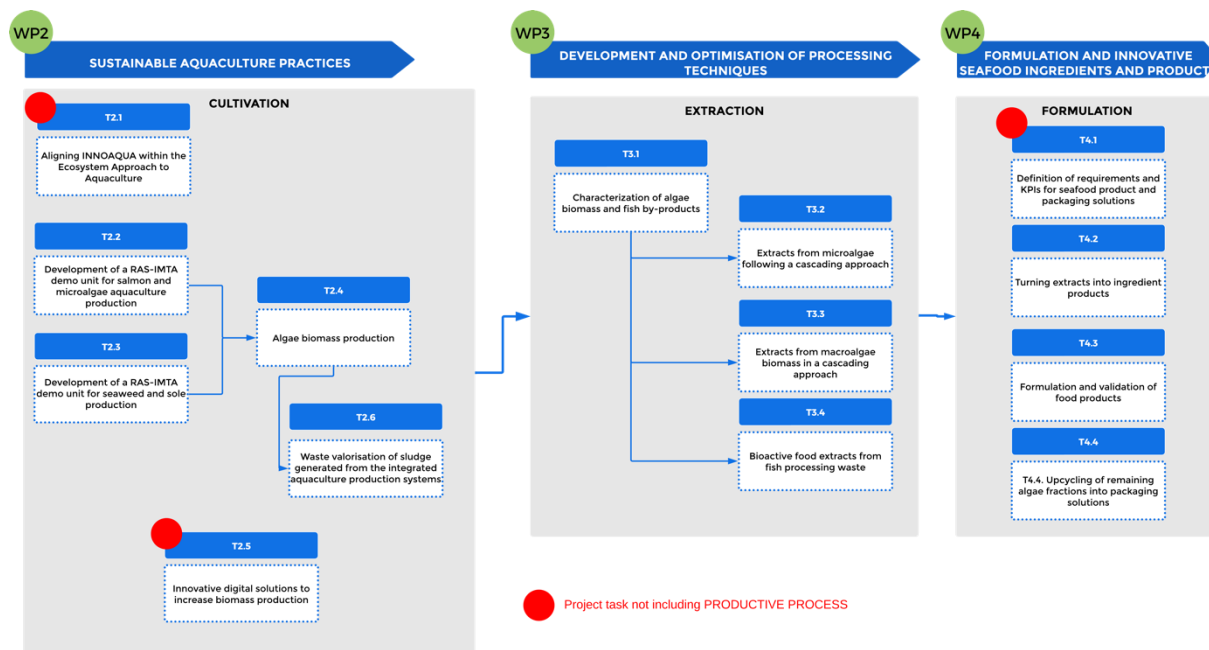 WP2
SUSTAINABLE AQUACULTURE PRACTICES
CULTIVATION
T2.1
Aligning INNOAQUA within the
Ecosystem Approach to
Aquaculture
T2.2
Development of a RAS-IMTA
demo unit for salmon and
microalgae aquaculture
production
T2.3
Development of a RAS-IMTA
demo unit for seaweed and sole
production
T2.4
Algae biomass production
T2.6
Waste valorisation of sludge
generated from the integrated
aquaculture production systems
T2.5
Innovative digital solutions to
increase biomass production
WP3
DEVELOPMENT AND OPTIMISATION OF PROCESSING
TECHNIQUES
EXTRACTION
T3.1
Characterization of algae
biomass and fish by-products
T3.2
Extracts from microalgae
following a cascading approach
T3.3
Extracts from macroalgae
biomass in a cascading
approach
T3.4
Bioactive food extracts from
fish processing waste
Project task not including PRODUCTIVE PROCESS
WP4
FORMULATION AND INNOVATIVE
SEAFOOD INGREDIENTS AND PRODUCT
FORMULATION
T4.1
Definition of requirements and
KPIs for seafood product and
packaging solutions
T4.2
Turning extracts into ingredient
products
T4.3
Formulation and validation of
food products
T4.4
T4.4. Upcycling of remaining
algae fractions into packaging
solutions